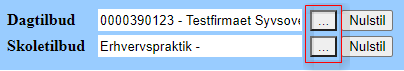 Dagtilbud 0000390123 - Testfirmaet Syvsove ... Nulstil
Skoletilbud Erhvervspraktik - ... Nulstil